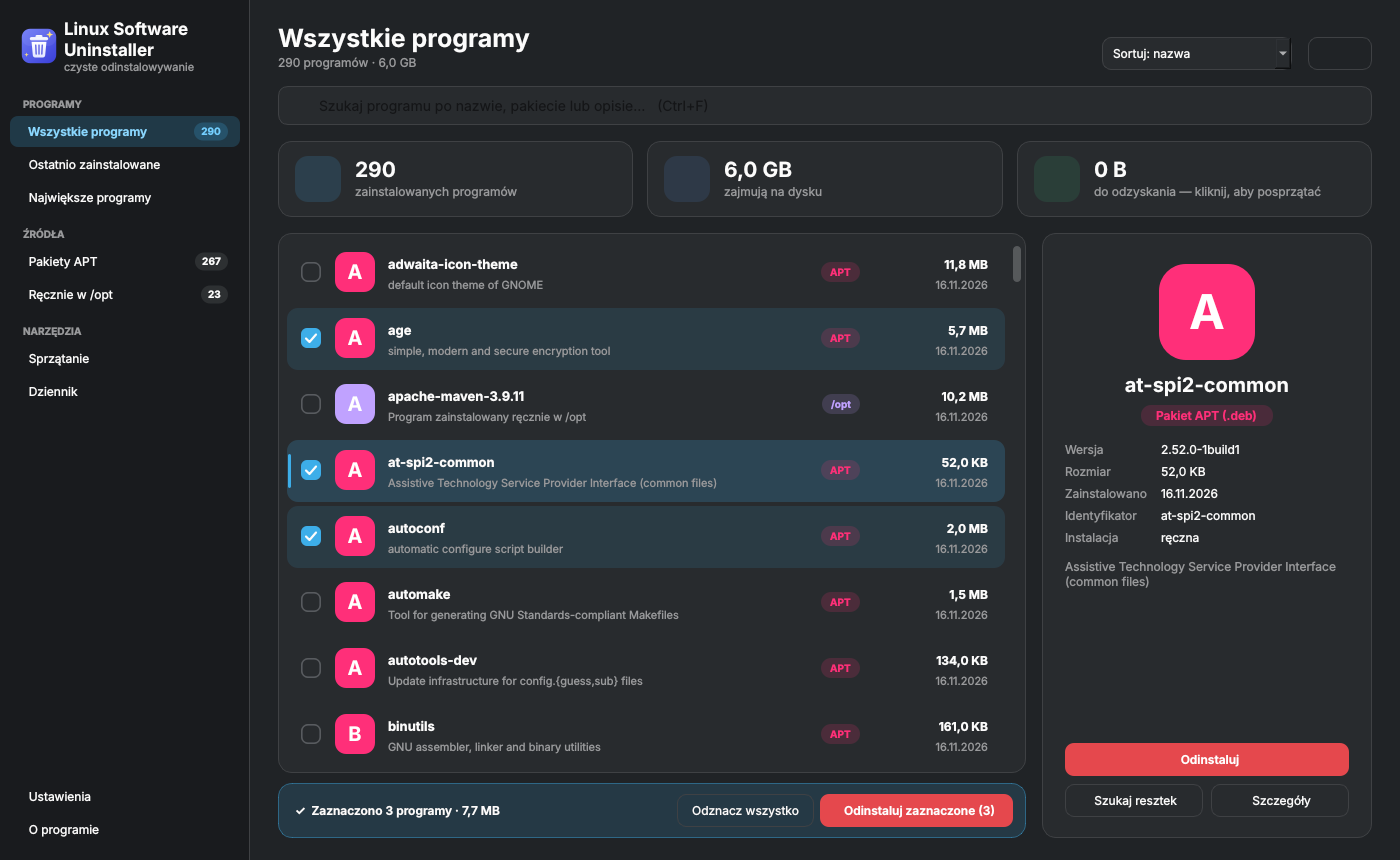 Linux Software
Uninstaller
czyste odinstalowywanie
PROGRAMY
Wszystkie programy 290
Ostatnio zainstalowane
Największe programy
ŹRÓDŁA
Pakiety APT 267
Ręcznie w /opt 23
NARZĘDZIA
Sprzątanie
Dziennik
Ustawienia
O programie
Wszystkie programy
290 programów · 6,0 GB
Sortuj: nazwa
Szukaj programu po nazwie, pakiecie lub opisie... (Ctrl+F)
290
zainstalowanych programów
6,0 GB
zajmują na dysku
0 B
do odzyskania — kliknij, aby posprzątać
A adwaita-icon-theme APT 11,8 MB
default icon theme of GNOME 16.11.2026
A age APT 5,7 MB
simple, modern and secure encryption tool 16.11.2026
A apache-maven-3.9.11 /opt 10,2 MB
Program zainstalowany ręcznie w /opt 16.11.2026
A at-spi2-common APT 52,0 KB
Assistive Technology Service Provider Interface (common files) 16.11.2026
A autoconf APT 2,0 MB
automatic configure script builder 16.11.2026
A automake APT 1,5 MB
Tool for generating GNU Standards-compliant Makefiles 16.11.2026
A autotools-dev APT 134,0 KB
Update infrastructure for config.{guess,sub} files 16.11.2026
B binutils APT 161,0 KB
GNU assembler, linker and binary utilities 16.11.2026
✓ Zaznaczono 3 programy · 7,7 MB
Odznacz wszystko
Odinstaluj zaznaczone (3)
A
at-spi2-common
Pakiet APT (.deb)
Wersja 2.52.0-1build1
Rozmiar 52,0 KB
Zainstalowano 16.11.2026
Identyfikator at-spi2-common
Instalacja ręczna
Assistive Technology Service Provider Interface
(common files)
Odinstaluj
Szukaj resztek
Szczegóły